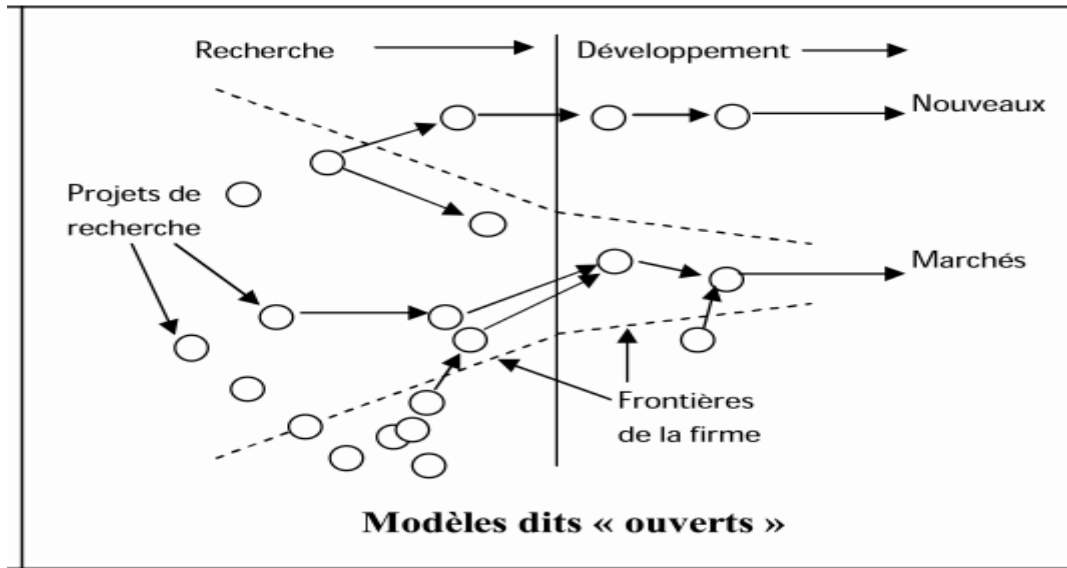 Recherche
Développement
Nouveaux
Projets de
recherche
Marchés
Frontières
de la firme
Modèles dits « ouverts »